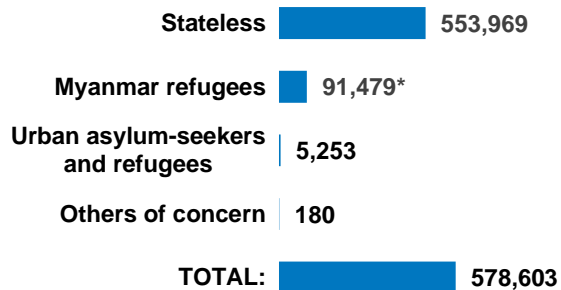 Stateless 553,969
Myanmar refugees 91,479*
Urban asylum-seekers
and refugees 5,253
Others of concern 180
TOTAL: 578,603